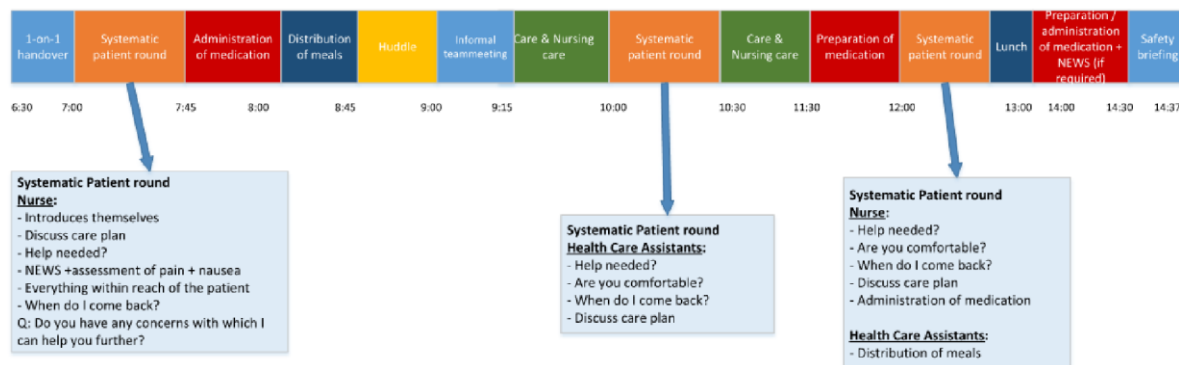 1-on-1
handover
Systematic
patient round
Administration
of medication
Distribution
of meals
Huddle
Informal
teammeeting
Care & Nursing
care
Systematic
patient round
Care &
Nursing care
Preparation of
medication
Systematic
patient round
Lunch
Preparation /
administration
of medication +
NEWS (if
required)
Safety
briefing
6:30 7:00 7:45 8:00 8:45 9:00 9:15 10:00 10:30 11:30 12:00 13:00 14:00 14:30 14:37
Systematic Patient round
Nurse:
- Introduces themselves
- Discuss care plan
- Help needed?
- NEWS +assessment of pain + nausea
- Everything within reach of the patient
- When do I come back?
Q: Do you have any concerns with which I
can help you further?
Systematic Patient round
Health Care Assistants:
- Help needed?
- Are you comfortable?
- When do I come back?
- Discuss care plan
Systematic Patient round
Nurse:
- Help needed?
- Are you comfortable?
- When do I come back?
- Discuss care plan
- Administration of medication
Health Care Assistants:
- Distribution of meals